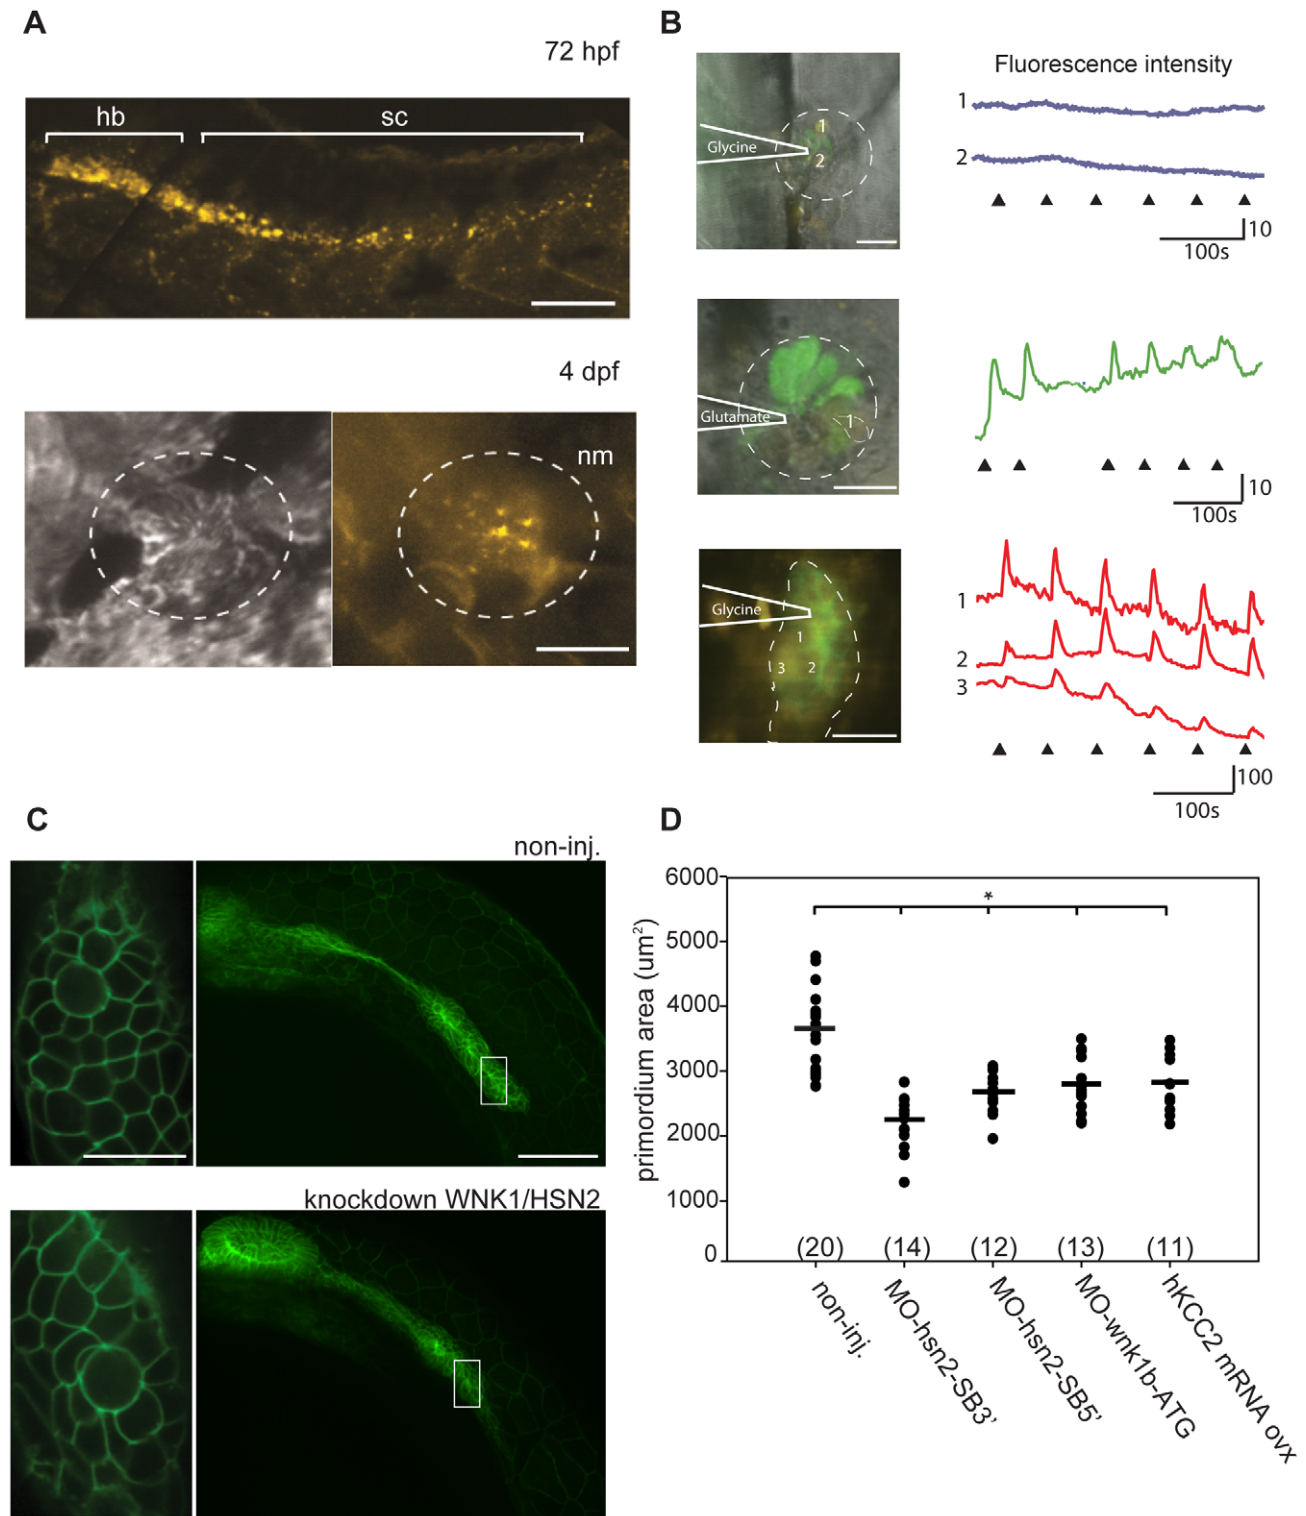 A
72 hpf
hb
sc
4 dpf
nm
B
Fluorescence intensity
1
2
Glycine
1
2
10
100s
Glutamate
1
10
100s
Glycine
1
2
3
1
2
3
100
100s
C
non-inj.
knockdown WNK1/HSN2
D
primordium area (um²)
6000
5000
4000
3000
2000
1000
0
*
(20)
(14)
(12)
(13)
(11)
non-inj.
MO-hsn2-SB3’
MO-hsn2-SB5’
MO-wnk1b-ATG
hKCC2 mRNA ovx